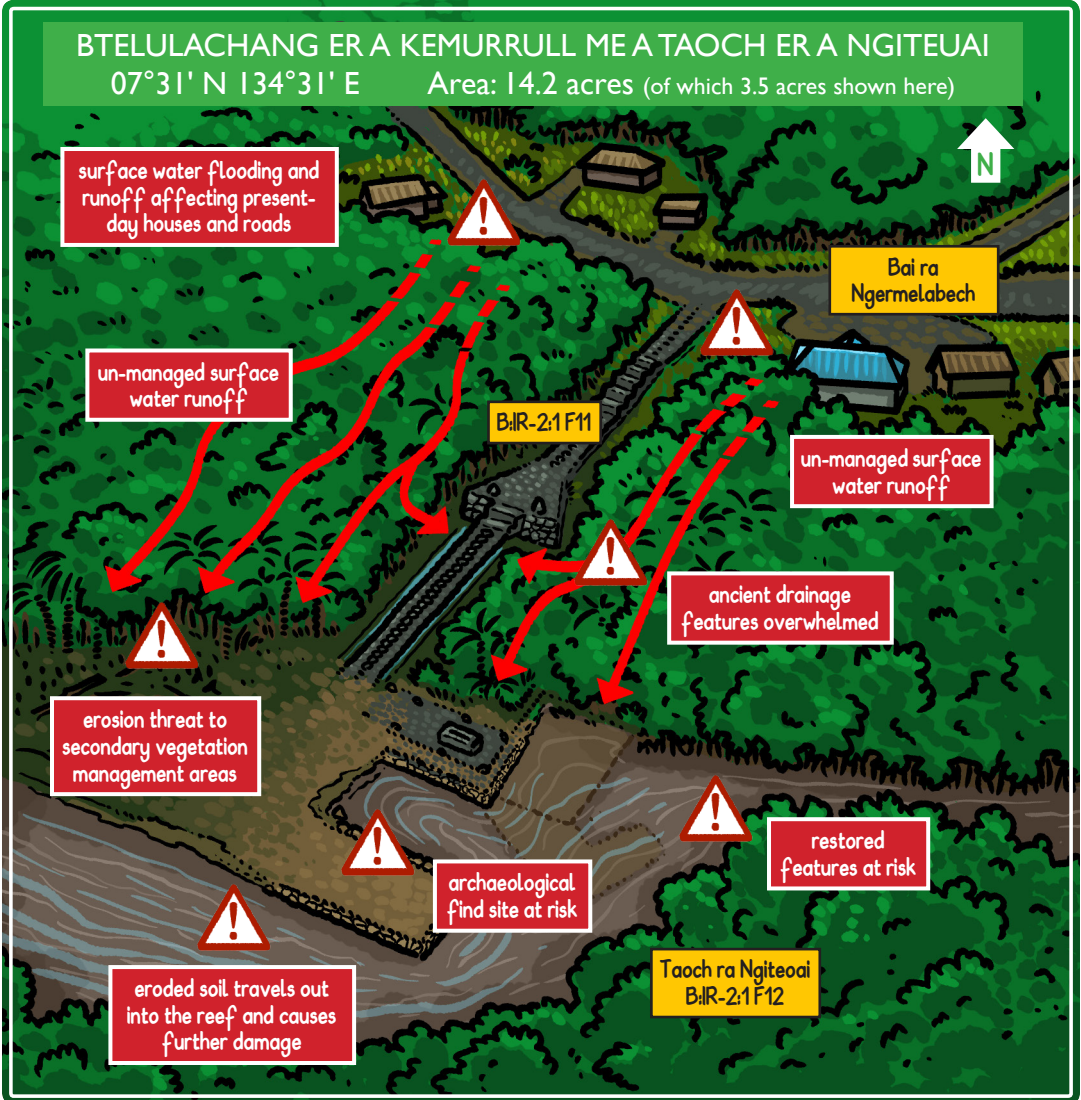 BTELULACHANG ER A KEMURRULL ME A TAOCH ER A NGITEUAI
07°31' N 134°31' E Area: 14.2 acres (of which 3.5 acres shown here)
N
surface water flooding and
runoff affecting present-
day houses and roads
Bai ra
Ngermelabech
un-managed surface
water runoff
B:IR-2:1 F11
un-managed surface
water runoff
ancient drainage
features overwhelmed
erosion threat to
secondary vegetation
management areas
restored
features at risk
archaeological
find site at risk
Taoch ra Ngiteoai
B:IR-2:1 F12
eroded soil travels out
into the reef and causes
further damage